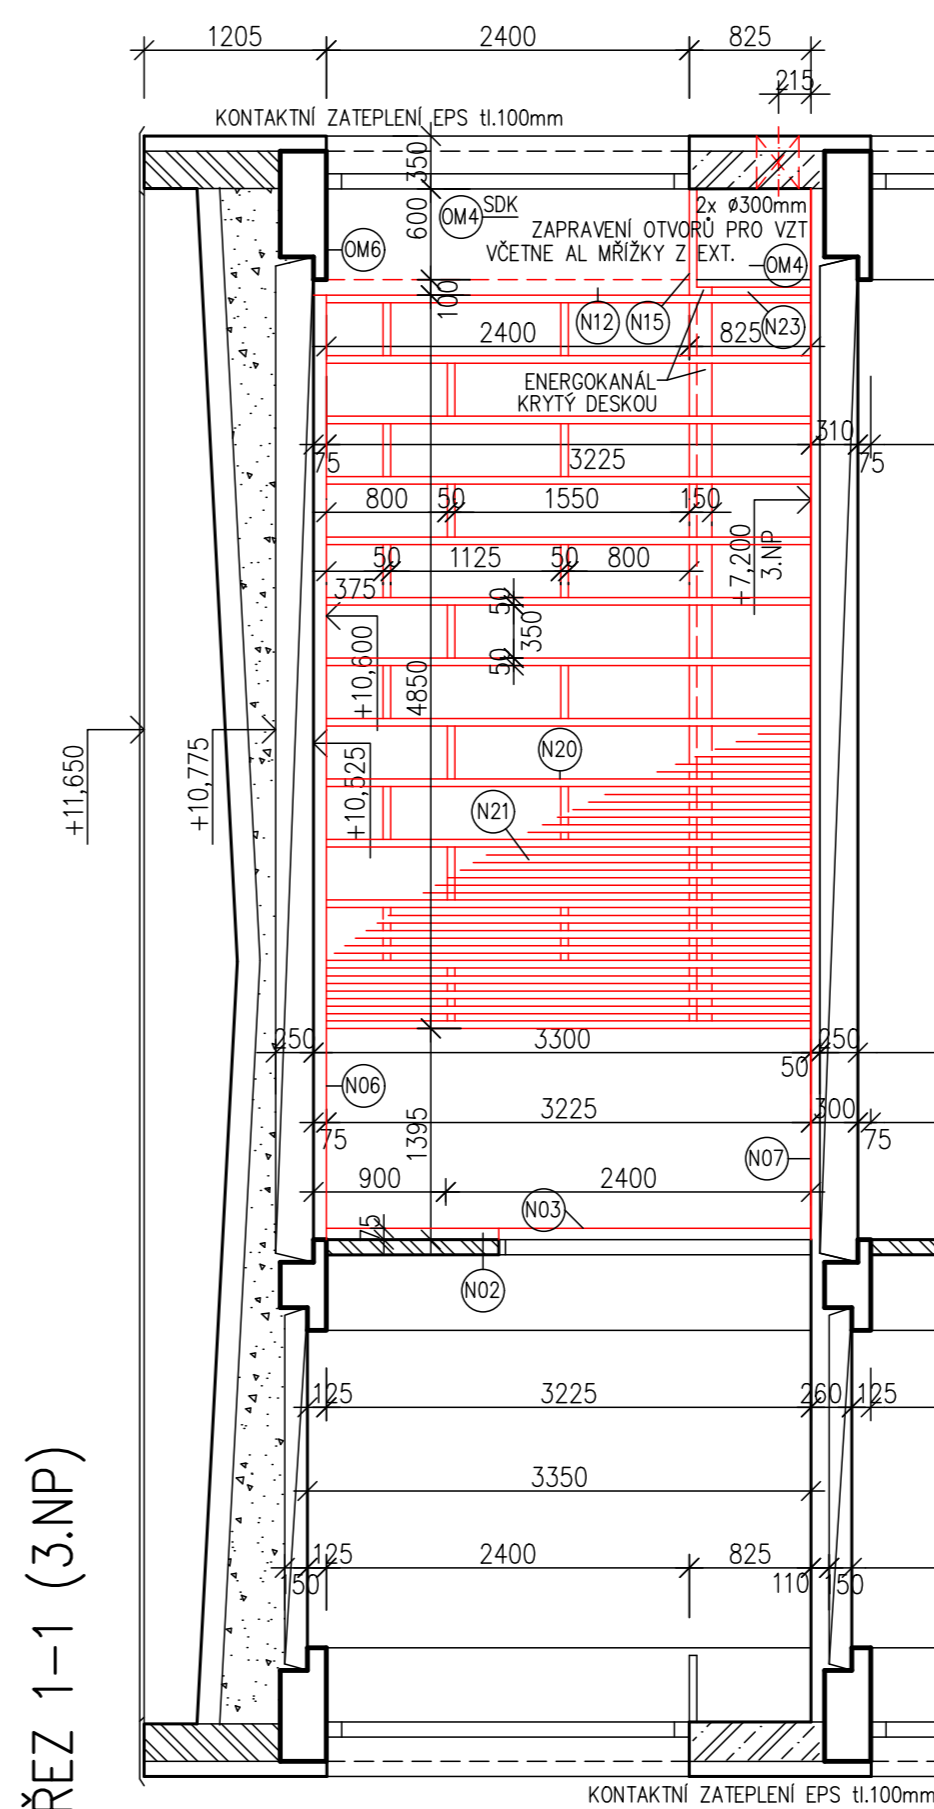 1205
2400
825
215
KONTAKTNÍ ZATEPLENÍ EPS tl.100mm
350
600
OM4
SDK
2x ø300mm
ZAPRAVENÍ OTVORŮ PRO VZT
VČETNE AL MŘÍŽKY Z EXT.
OM6
OM4
100
N12
N15
N23
2400
825
ENERGOKANÁL
KRYTÝ DESKOU
310
75
3225
75
800
50
1550
150
50
1125
50
800
375
+7,200
3.NP
50
350
50
+10,600
4850
+11,650
+10,775
+10,525
N20
N21
250
3300
50
250
N06
1395
75
3225
300
75
N07
900
2400
N03
75
N02
125
3225
260
125
3350
125
50
2400
825
110
50
ŘEZ 1-1 (3.NP)
KONTAKTNÍ ZATEPLENÍ EPS tl.100mm